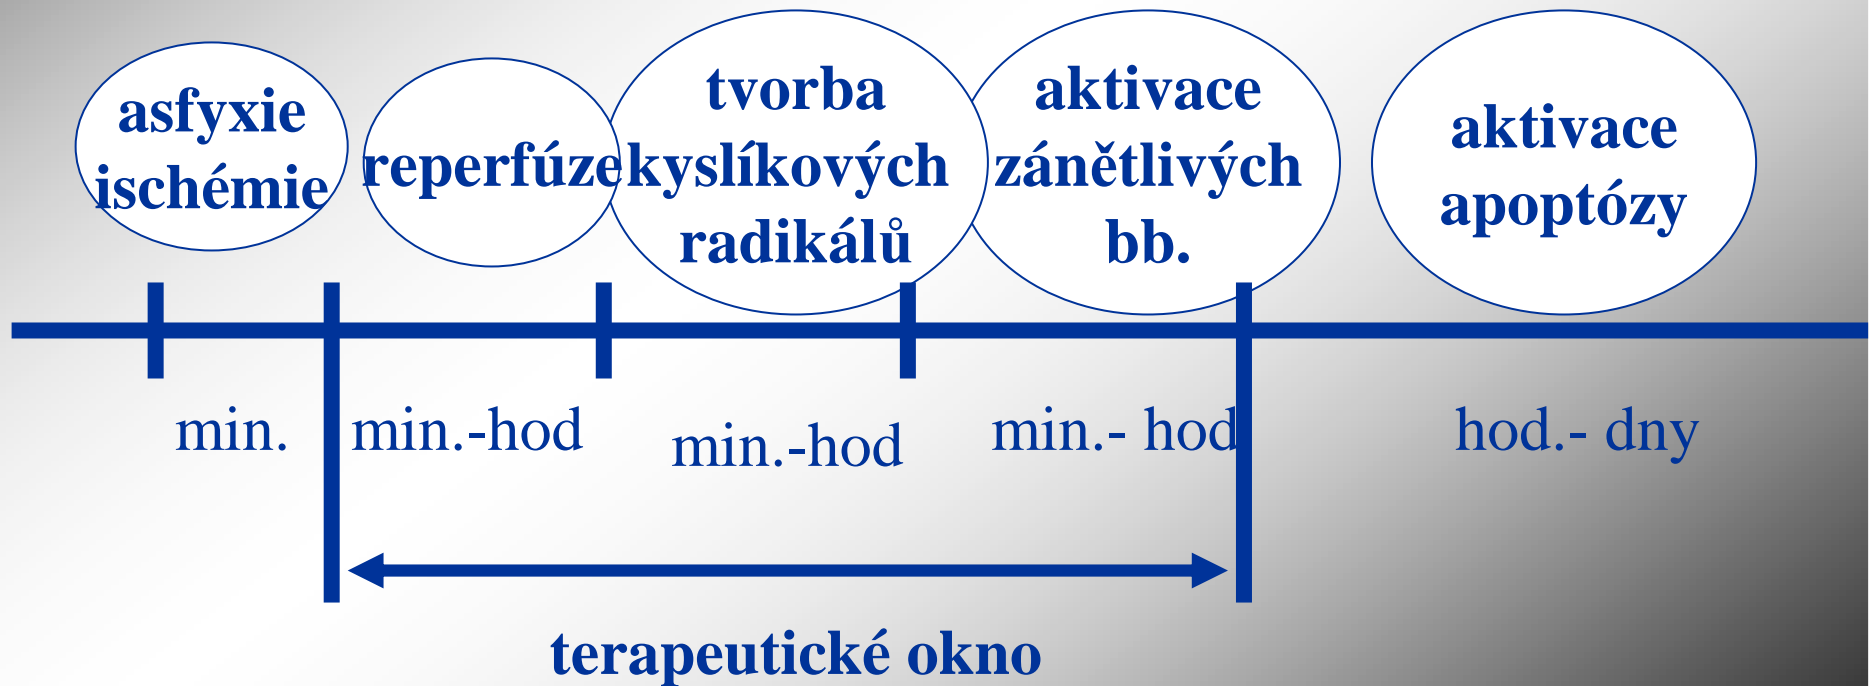 asfyxie
ischémie
reperfúze
tvorba
kyslíkových
radikálů
aktivace
zánětlivých
bb.
aktivace
apoptózy
min.
min.-hod
min.-hod
min.- hod
hod.- dny
terapeutické okno